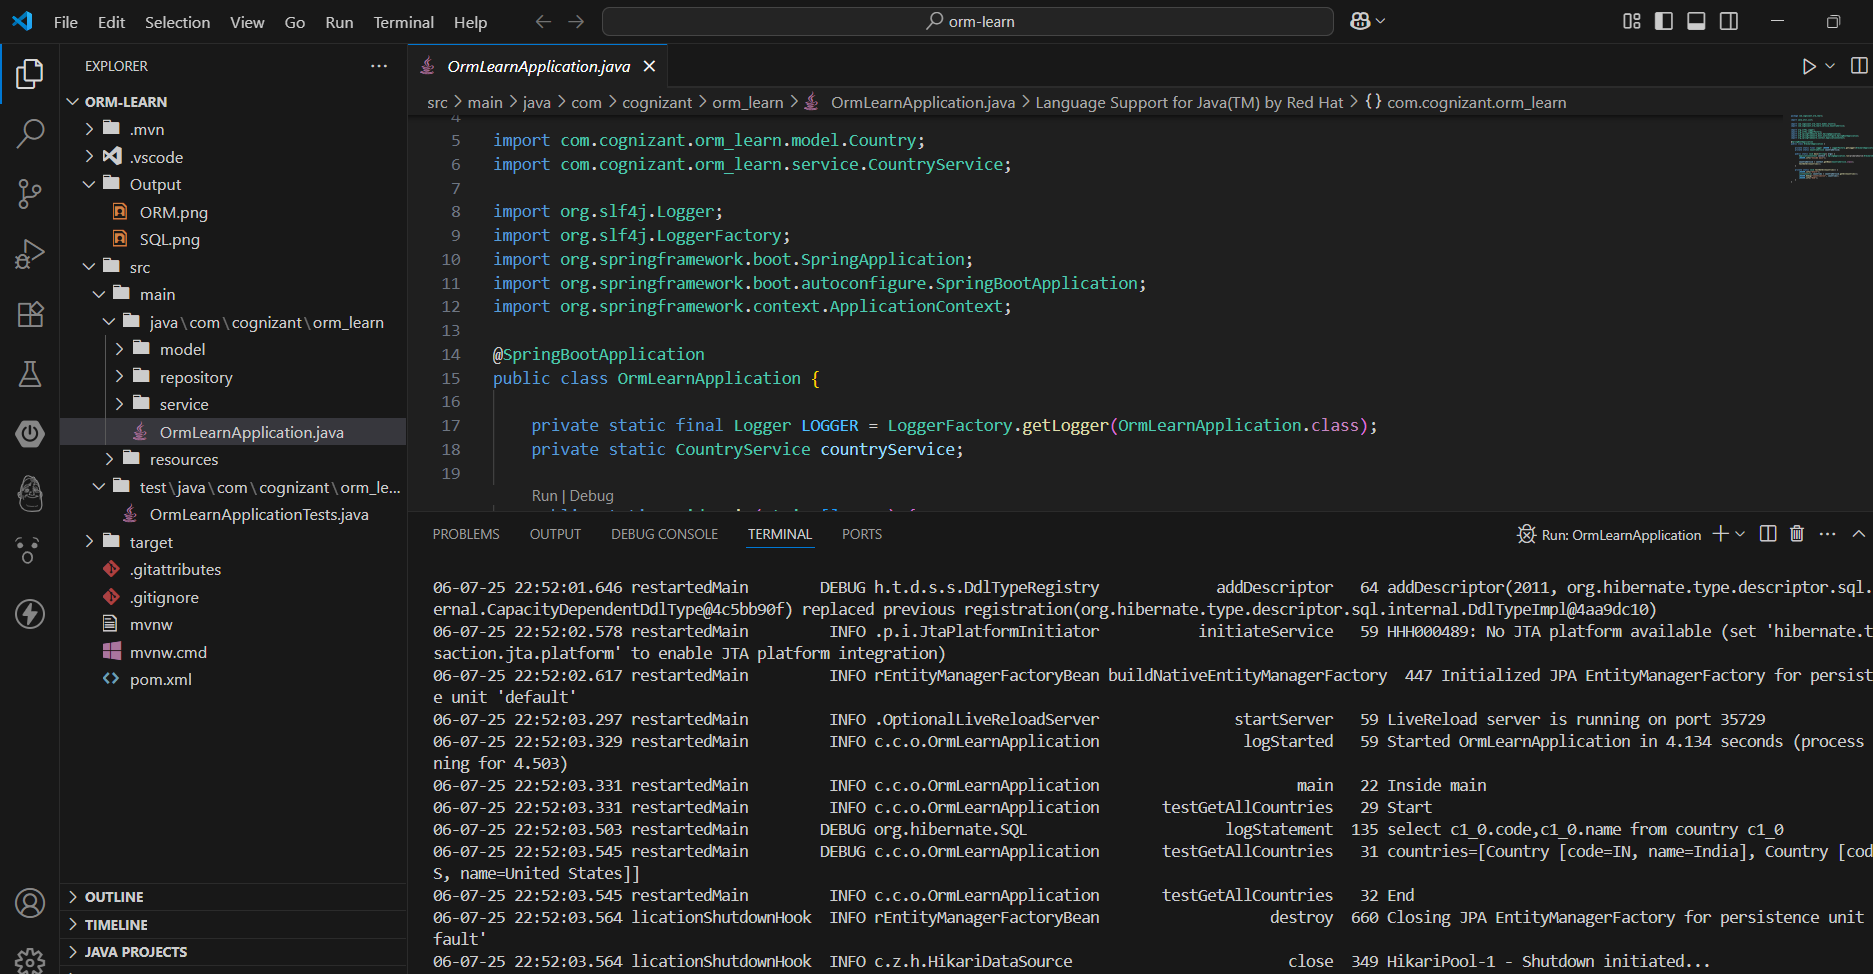 File Edit Selection View Go Run Terminal Help
orm-learn
EXPLORER
ORM-LEARN
.mvn
.vscode
Output
ORM.png
SQL.png
src
main
java\com\cognizant\orm_learn
model
repository
service
OrmLearnApplication.java
resources
test\java\com\cognizant\orm_le...
OrmLearnApplicationTests.java
target
.gitattributes
.gitignore
mvnw
mvnw.cmd
pom.xml
OUTLINE
TIMELINE
JAVA PROJECTS
OrmLearnApplication.java
src > main > java > com > cognizant > orm_learn > OrmLearnApplication.java > Language Support for Java(TM) by Red Hat > {} com.cognizant.orm_learn
4
5 import com.cognizant.orm_learn.model.Country;
6 import com.cognizant.orm_learn.service.CountryService;
7
8 import org.slf4j.Logger;
9 import org.slf4j.LoggerFactory;
10 import org.springframework.boot.SpringApplication;
11 import org.springframework.boot.autoconfigure.SpringBootApplication;
12 import org.springframework.context.ApplicationContext;
13
14 @SpringBootApplication
15 public class OrmLearnApplication {
16
17 private static final Logger LOGGER = LoggerFactory.getLogger(OrmLearnApplication.class);
18 private static CountryService countryService;
19
Run | Debug
PROBLEMS OUTPUT DEBUG CONSOLE TERMINAL PORTS
Run: OrmLearnApplication
06-07-25 22:52:01.646 restartedMain DEBUG h.t.d.s.s.DdlTypeRegistry addDescriptor 64 addDescriptor(2011, org.hibernate.type.descriptor.sql.
ernal.CapacityDependentDdlType@4c5bb90f) replaced previous registration(org.hibernate.type.descriptor.sql.internal.DdlTypeImpl@4aa9dc10)
06-07-25 22:52:02.578 restartedMain INFO .p.i.JtaPlatformInitiator initiateService 59 HHH000489: No JTA platform available (set 'hibernate.t
saction.jta.platform' to enable JTA platform integration)
06-07-25 22:52:02.617 restartedMain INFO rEntityManagerFactoryBean buildNativeEntityManagerFactory 447 Initialized JPA EntityManagerFactory for persist
e unit 'default'
06-07-25 22:52:03.297 restartedMain INFO .OptionalLiveReloadServer startServer 59 LiveReload server is running on port 35729
06-07-25 22:52:03.329 restartedMain INFO c.c.o.OrmLearnApplication logStarted 59 Started OrmLearnApplication in 4.134 seconds (process
ning for 4.503)
06-07-25 22:52:03.331 restartedMain INFO c.c.o.OrmLearnApplication main 22 Inside main
06-07-25 22:52:03.331 restartedMain INFO c.c.o.OrmLearnApplication testGetAllCountries 29 Start
06-07-25 22:52:03.503 restartedMain DEBUG org.hibernate.SQL logStatement 135 select c1_0.code,c1_0.name from country c1_0
06-07-25 22:52:03.545 restartedMain DEBUG c.c.o.OrmLearnApplication testGetAllCountries 31 countries=[Country [code=IN, name=India], Country [cod
S, name=United States]]
06-07-25 22:52:03.545 restartedMain INFO c.c.o.OrmLearnApplication testGetAllCountries 32 End
06-07-25 22:52:03.564 licationShutdownHook INFO rEntityManagerFactoryBean destroy 660 Closing JPA EntityManagerFactory for persistence unit
fault'
06-07-25 22:52:03.564 licationShutdownHook INFO c.z.h.HikariDataSource close 349 HikariPool-1 - Shutdown initiated...